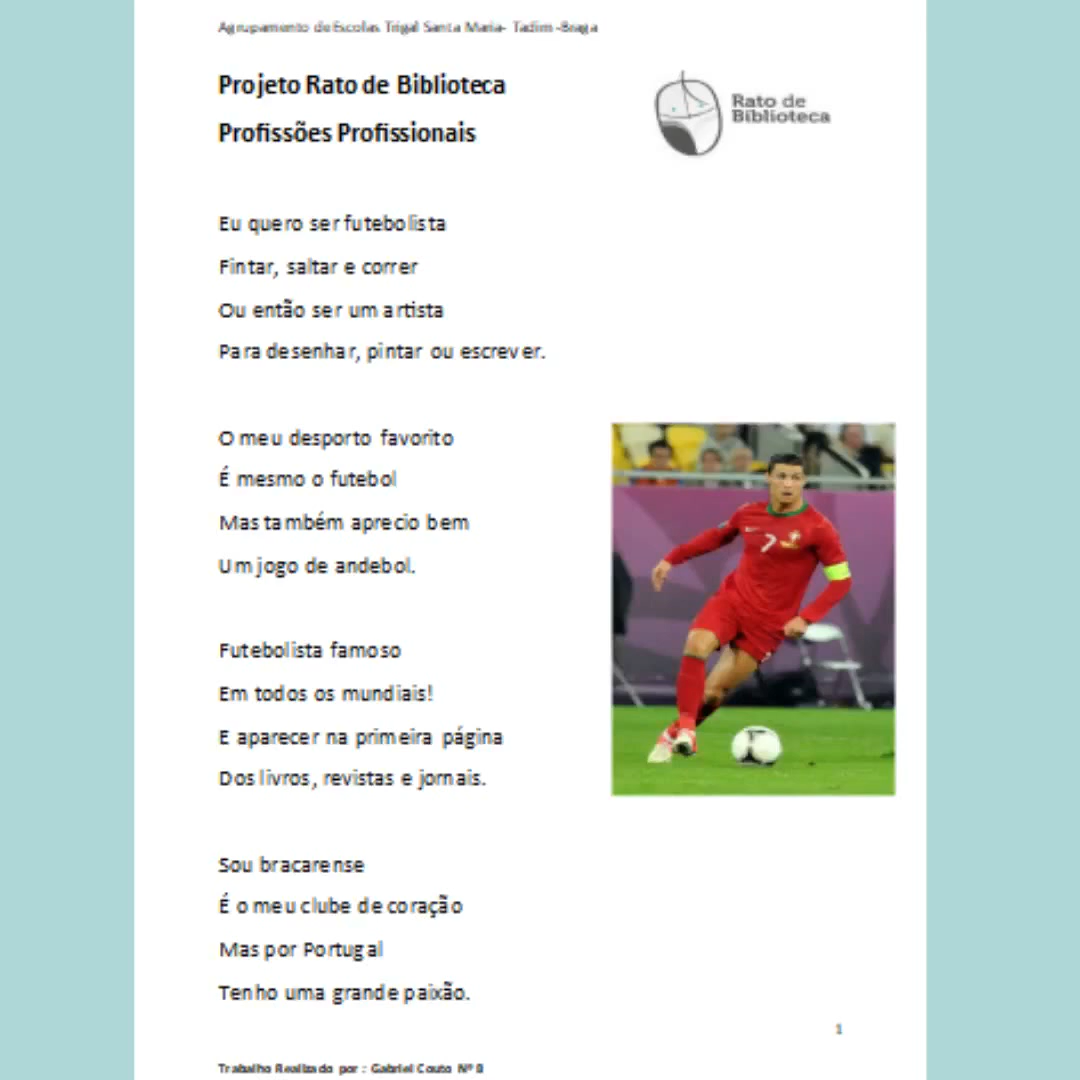 Agrupamento de Escolas Trigal Santa Maria- Tadim -Braga
Projeto Rato de Biblioteca
Profissões Profissionais
Rato de
Biblioteca
Eu quero ser futebolista
Fintar, saltar e correr
Ou então ser um artista
Para desenhar, pintar ou escrever.
O meu desporto favorito
É mesmo o futebol
Mas também aprecio bem
Um jogo de andebol.
7
Futebolista famoso
Em todos os mundiais!
E aparecer na primeira página
Dos livros, revistas e jornais.
Sou bracarense
É o meu clube de coração
Mas por Portugal
Tenho uma grande paixão.
1
Trabalho Realizado por : Gabriel Couto Nº 8